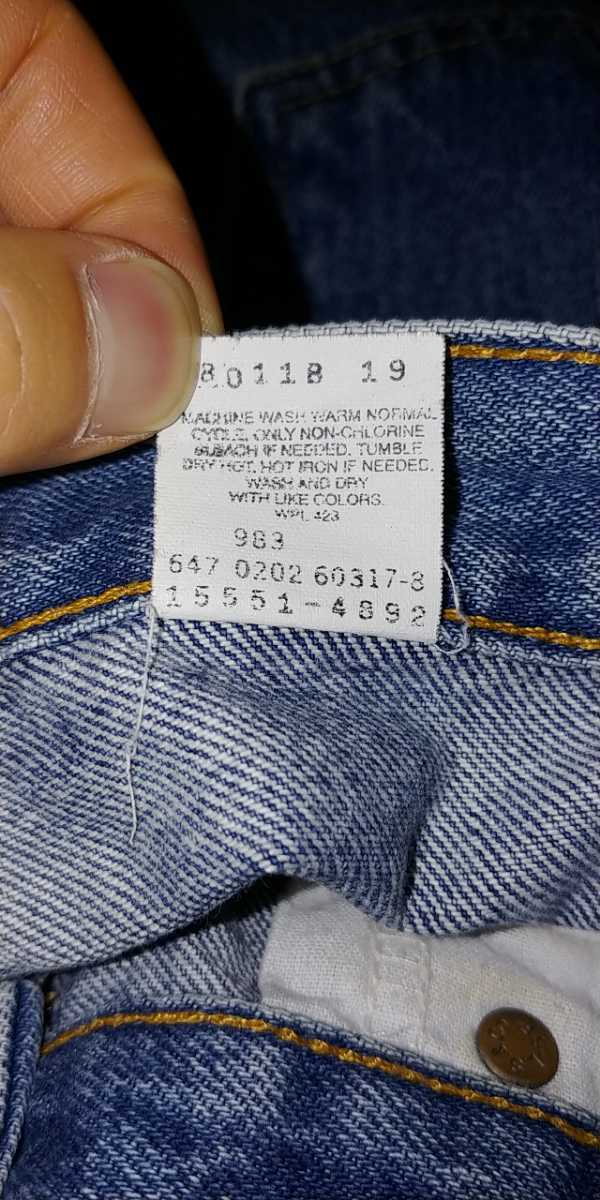 80118 19
MACHINE WASH WARM NORMAL
CYCLE, ONLY NON-CHLORINE
BLEACH IF NEEDED. TUMBLE
DRY HOT. HOT IRON IF NEEDED.
WASH AND DRY
WITH LIKE COLORS.
WPL 423
983
647 0202 60317-8
15551-4892